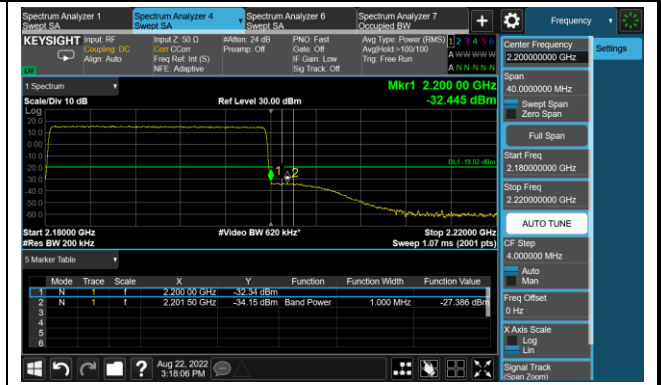 Spectrum Analyzer 1
Swept SA
Spectrum Analyzer 4
Swept SA
Spectrum Analyzer 6
Swept SA
Spectrum Analyzer 7
Occupied BW
+
Frequency
KEYSIGHT
Input: RF
Coupling: DC
Align: Auto
Input Z: 50 Ω
Corr CCorr
Freq Ref: Int (S)
NFE: Adaptive
#Atten: 24 dB
Preamp: Off
PNO: Fast
Gate: Off
IF Gain: Low
Sig Track: Off
Avg Type: Power (RMS)
Avg|Hold:>100/100
Trig: Free Run
1 2 3 4 5 6
A W W W W W
A N N N N N
Center Frequency
2.200000000 GHz
Settings
Span
40.0000000 MHz
Swept Span
Zero Span
Full Span
Start Freq
2.180000000 GHz
Stop Freq
2.220000000 GHz
AUTO TUNE
CF Step
4.000000 MHz
Auto
Man
Freq Offset
0 Hz
X Axis Scale
Log
Lin
Signal Track
(Span Zoom)
1 Spectrum
Scale/Div 10 dB
Ref Level 30.00 dBm
Mkr1 2.200 00 GHz
-32.445 dBm
Log
20.0
10.0
0.00
-10.0
-20.0
-30.0
-40.0
-50.0
-60.0
DL1 -19.02 dBm
1
2
Start 2.18000 GHz
#Video BW 620 kHz*
Stop 2.22000 GHz
#Res BW 200 kHz
Sweep 1.07 ms (2001 pts)
5 Marker Table
Mode Trace Scale X Y Function Function Width Function Value
1 N 1 f 2.200 00 GHz -32.34 dBm
2 N 1 f 2.201 50 GHz -34.15 dBm Band Power 1.000 MHz -27.386 dBm
3
4
5
6
?
Aug 22, 2022
3:18:06 PM